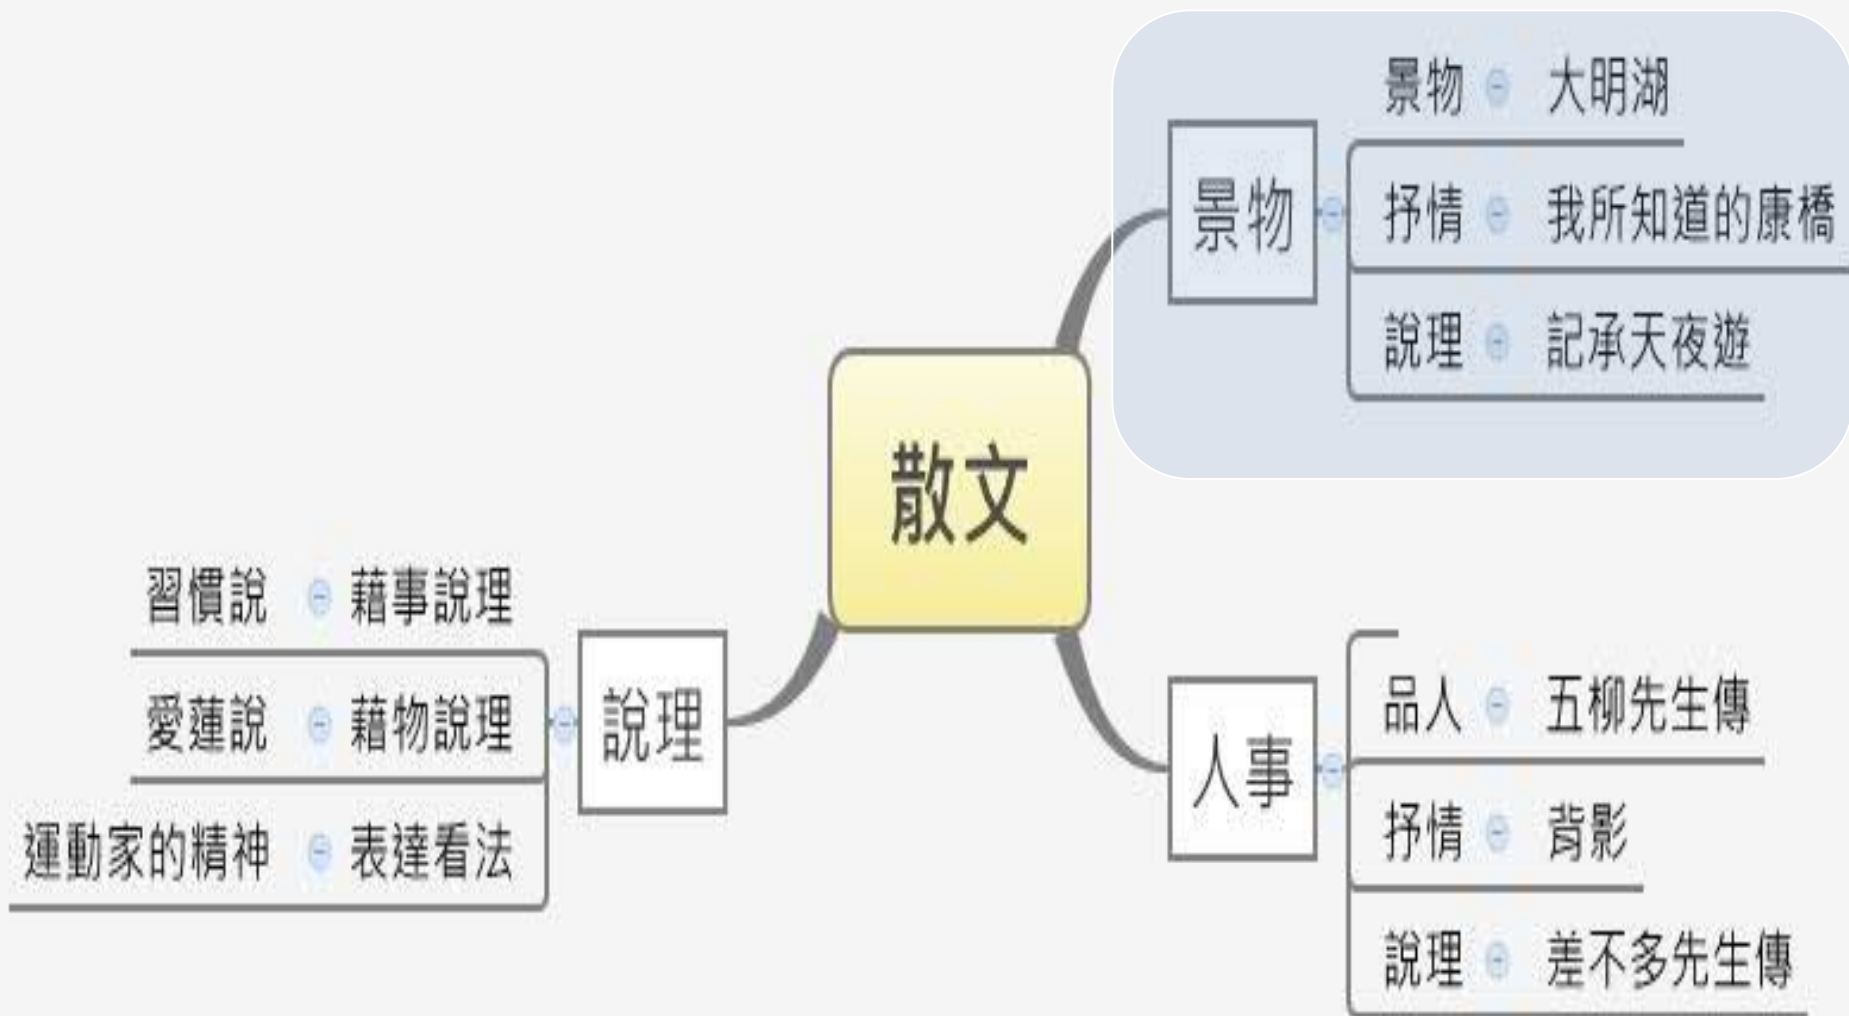 散文
景物
景物 大明湖
抒情 我所知道的康橋
說理 記承天夜遊
人事
品人 五柳先生傳
抒情 背影
說理 差不多先生傳
說理
習慣說 藉事說理
愛蓮說 藉物說理
運動家的精神 表達看法